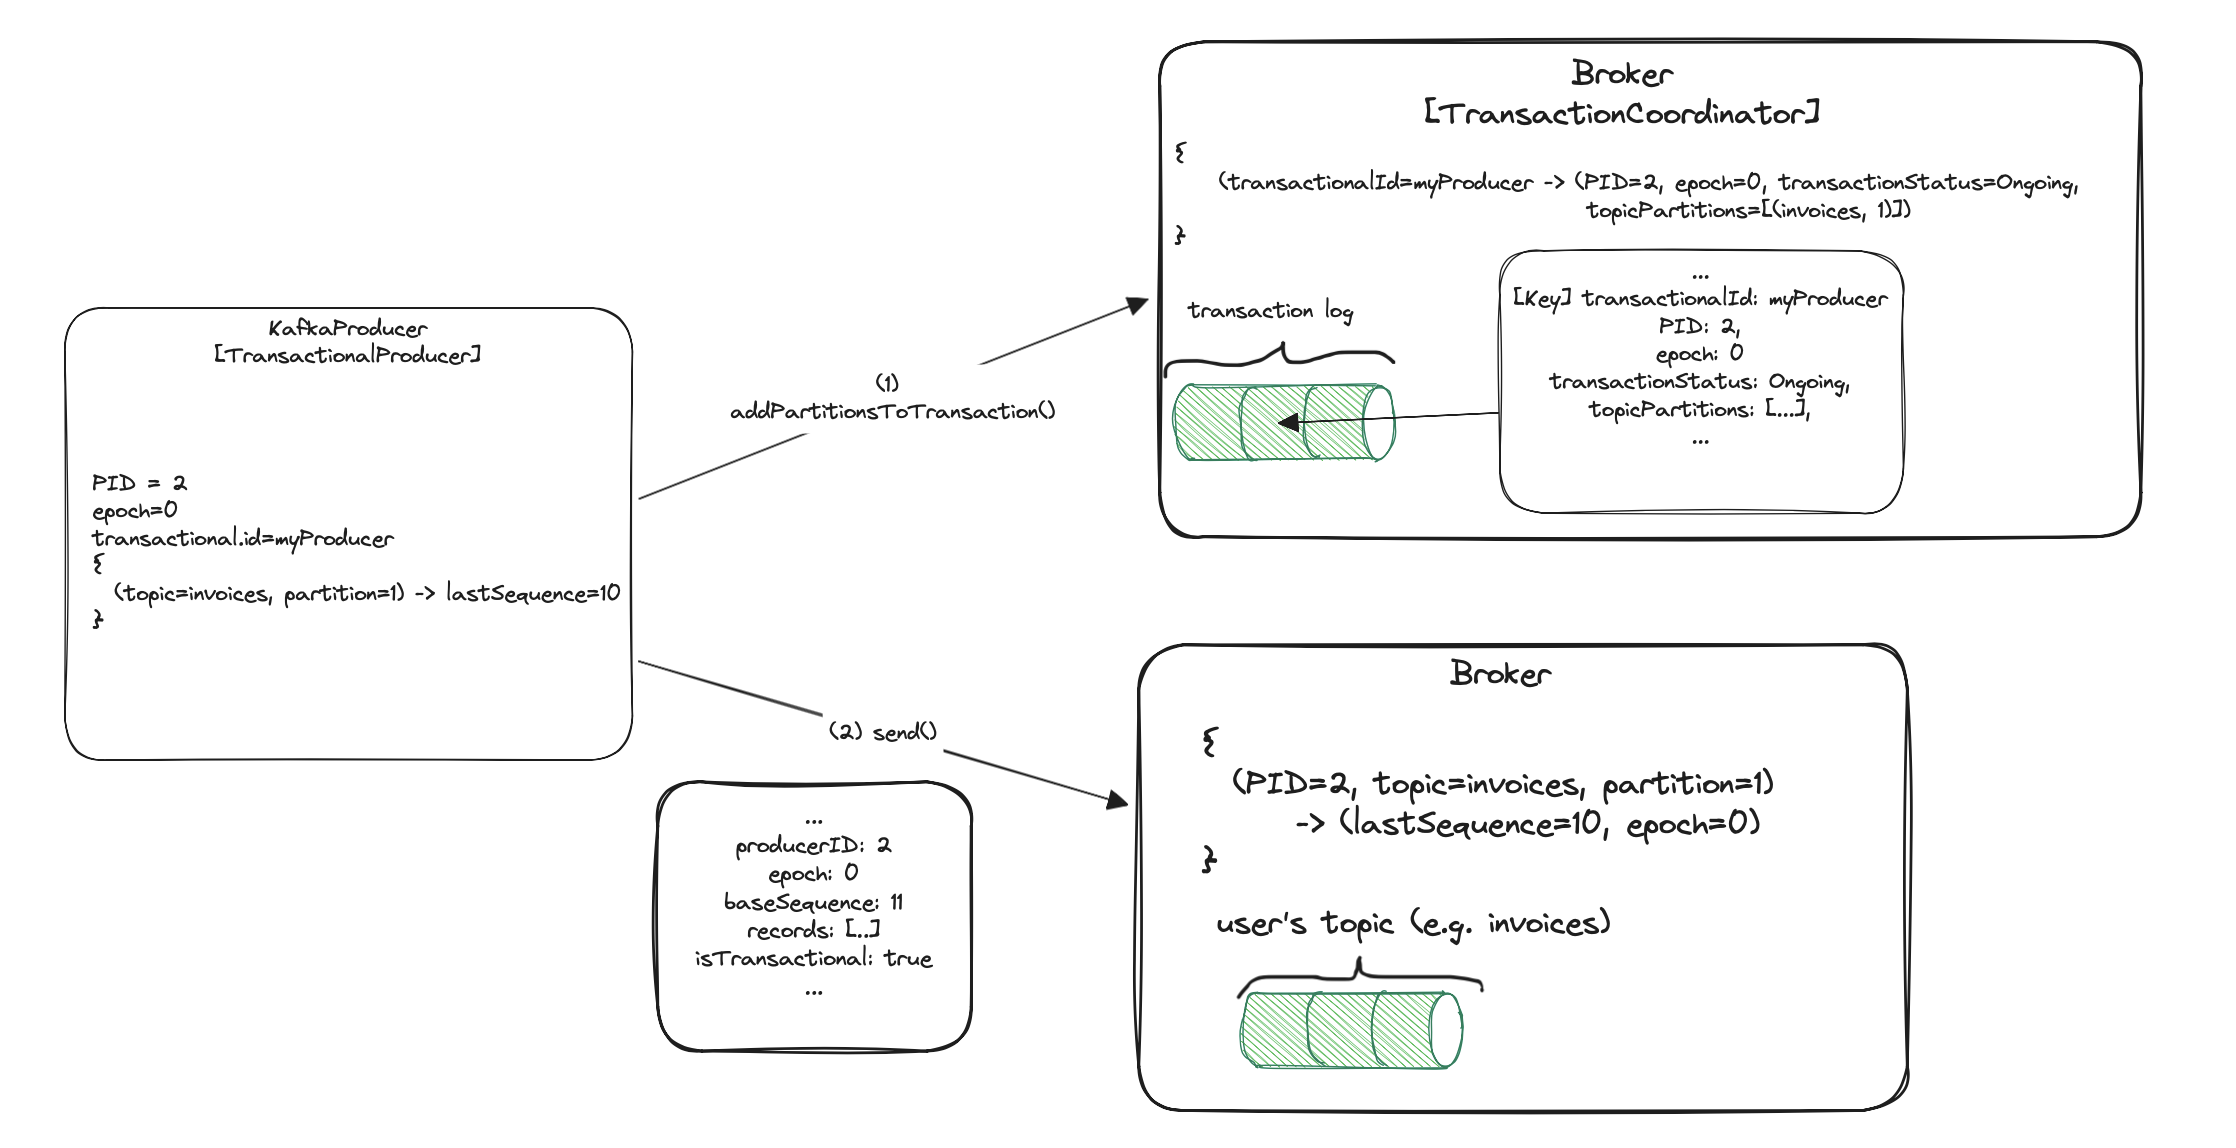 KafkaProducer
[TransactionalProducer]
PID = 2
epoch=0
transactional.id=myProducer
{
(topic=invoices, partition=1) -> lastSequence=10
}
(1)
addPartitionsToTransaction()
(2) send()
...
producerID: 2
epoch: 0
baseSequence: 11
records: [..]
isTransactional: true
...
Broker
[TransactionCoordinator]
{
(transactionalId=myProducer -> (PID=2, epoch=0, transactionStatus=Ongoing,
topicPartitions=[(invoices, 1)])
}
transaction log
...
[Key] transactionalId: myProducer
PID: 2,
epoch: 0
transactionStatus: Ongoing,
topicPartitions: [...],
...
Broker
{
(PID=2, topic=invoices, partition=1)
-> (lastSequence=10, epoch=0)
}
user's topic (e.g. invoices)